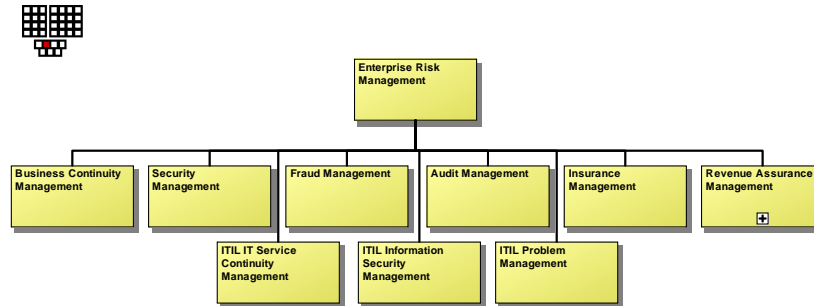 Enterprise Risk
Management
Business Continuity
Management
Security
Management
Fraud Management
Audit Management
Insurance
Management
Revenue Assurance
Management
ITIL IT Service
Continuity
Management
ITIL Information
Security
Management
ITIL Problem
Management